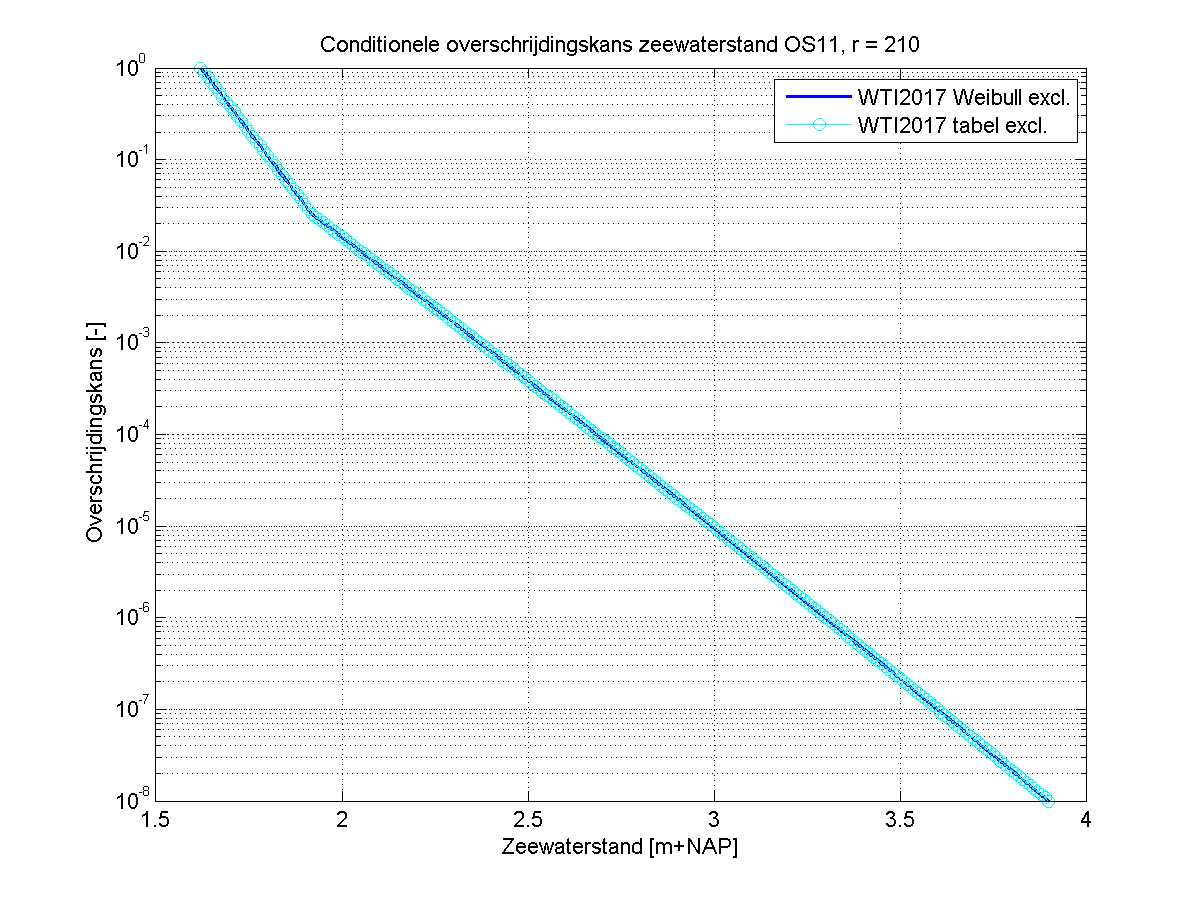 Conditionele overschrijdingskans zeewaterstand OS11, r = 210
WTI2017 Weibull excl.
WTI2017 tabel excl.
Overschrijdingskans [-]
10^0
10^-1
10^-2
10^-3
10^-4
10^-5
10^-6
10^-7
10^-8
1.5 2 2.5 3 3.5 4
Zeewaterstand [m+NAP]